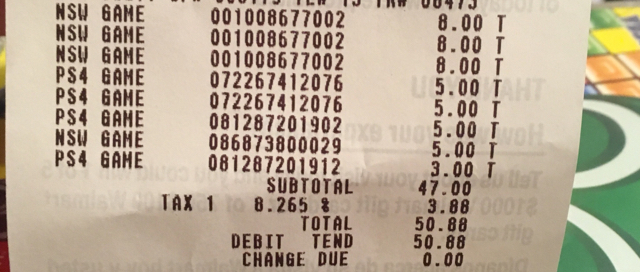 NSW GAME 001008677002 8.00 T
NSW GAME 001008677002 8.00 T
NSW GAME 001008677002 8.00 T
PS4 GAME 072267412076 5.00 T
PS4 GAME 072267412076 5.00 T
PS4 GAME 081287201902 5.00 T
NSW GAME 086873800029 5.00 T
PS4 GAME 081287201912 3.00 T
SUBTOTAL 47.00
TAX 1 8.265 % 3.88
TOTAL 50.88
DEBIT TEND 50.88
CHANGE DUE 0.00